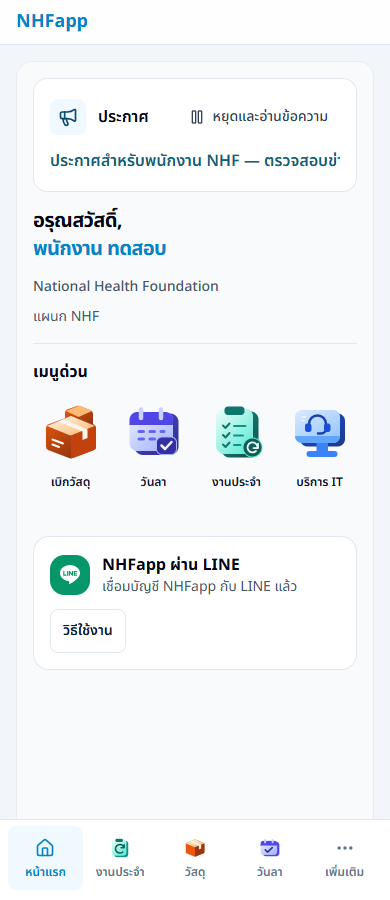 NHFapp
ประกาศ
หยุดและอ่านข้อความ
ประกาศสำหรับพนักงาน NHF — ตรวจสอบข่
อรุณสวัสดิ์,
พนักงาน ทดสอบ
National Health Foundation
แผนก NHF
เมนูด่วน
เบิกวัสดุ
วันลา
งานประจำ
บริการ IT
LINE
NHFapp ผ่าน LINE
เชื่อมบัญชี NHFapp กับ LINE แล้ว
วิธีใช้งาน
หน้าแรก
งานประจำ
วัสดุ
วันลา
เพิ่มเติม